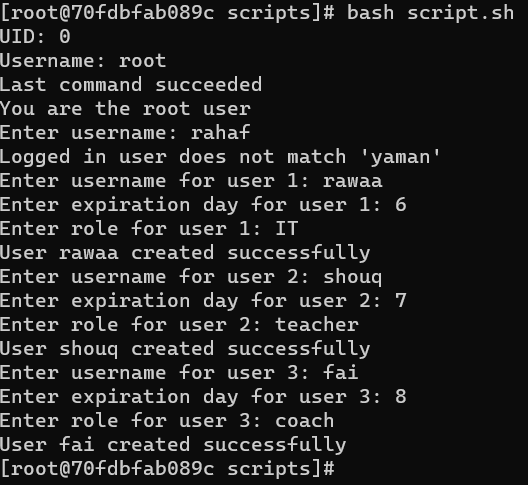 [root@70fdbfab089c scripts]# bash script.sh
UID: 0
Username: root
Last command succeeded
You are the root user
Enter username: rahaf
Logged in user does not match 'yaman'
Enter username for user 1: rawaa
Enter expiration day for user 1: 6
Enter role for user 1: IT
User rawaa created successfully
Enter username for user 2: shouq
Enter expiration day for user 2: 7
Enter role for user 2: teacher
User shouq created successfully
Enter username for user 3: fai
Enter expiration day for user 3: 8
Enter role for user 3: coach
User fai created successfully
[root@70fdbfab089c scripts]#